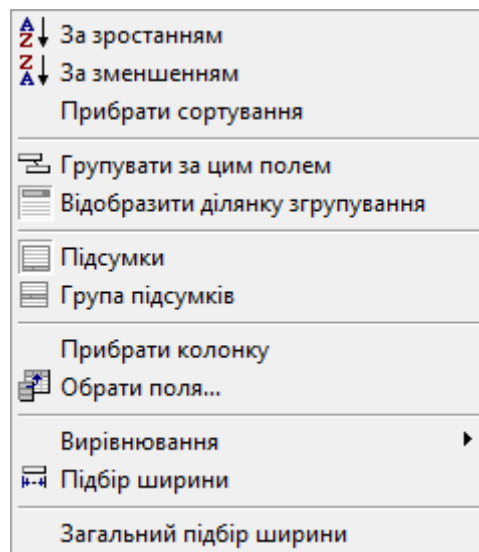 За зростанням
За зменшенням
Прибрати сортування
Групувати за цим полем
Відобразити ділянку згрупування
Підсумки
Група підсумків
Прибрати колонку
Обрати поля...
Вирівнювання
Підбір ширини
Загальний підбір ширини